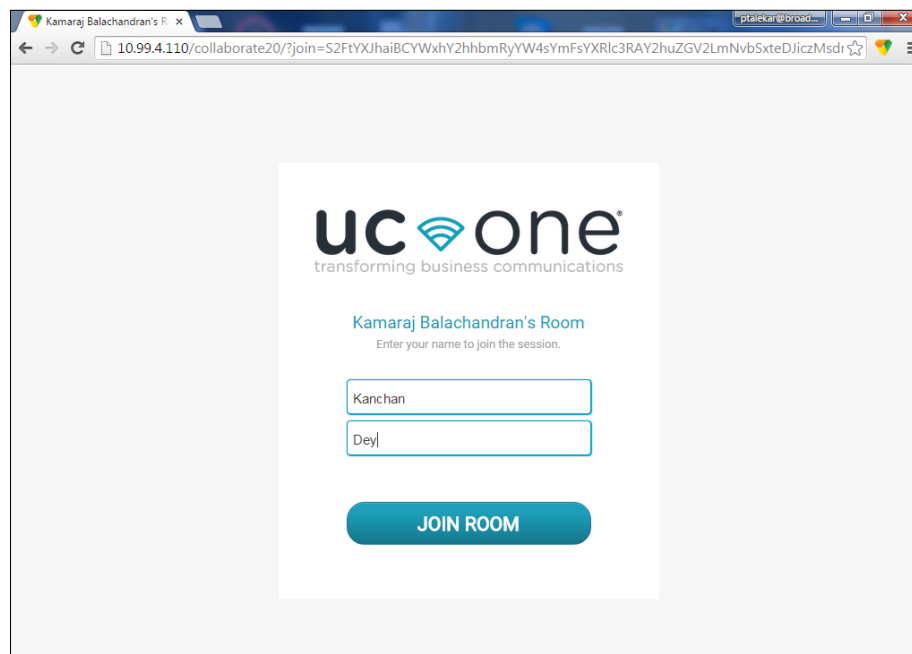 Kamaraj Balachandran's R
ptalekar@broad...
10.99.4.110/collaborate20/?join=S2FtYXJhaiBCYWxhY2hhbmRyYW4sYmFsYXRlc3RAY2huZGV2LmNvbSxteDJiczMsdr
uc one®
transforming business communications
Kamaraj Balachandran's Room
Enter your name to join the session.
Kanchan
Dey
JOIN ROOM